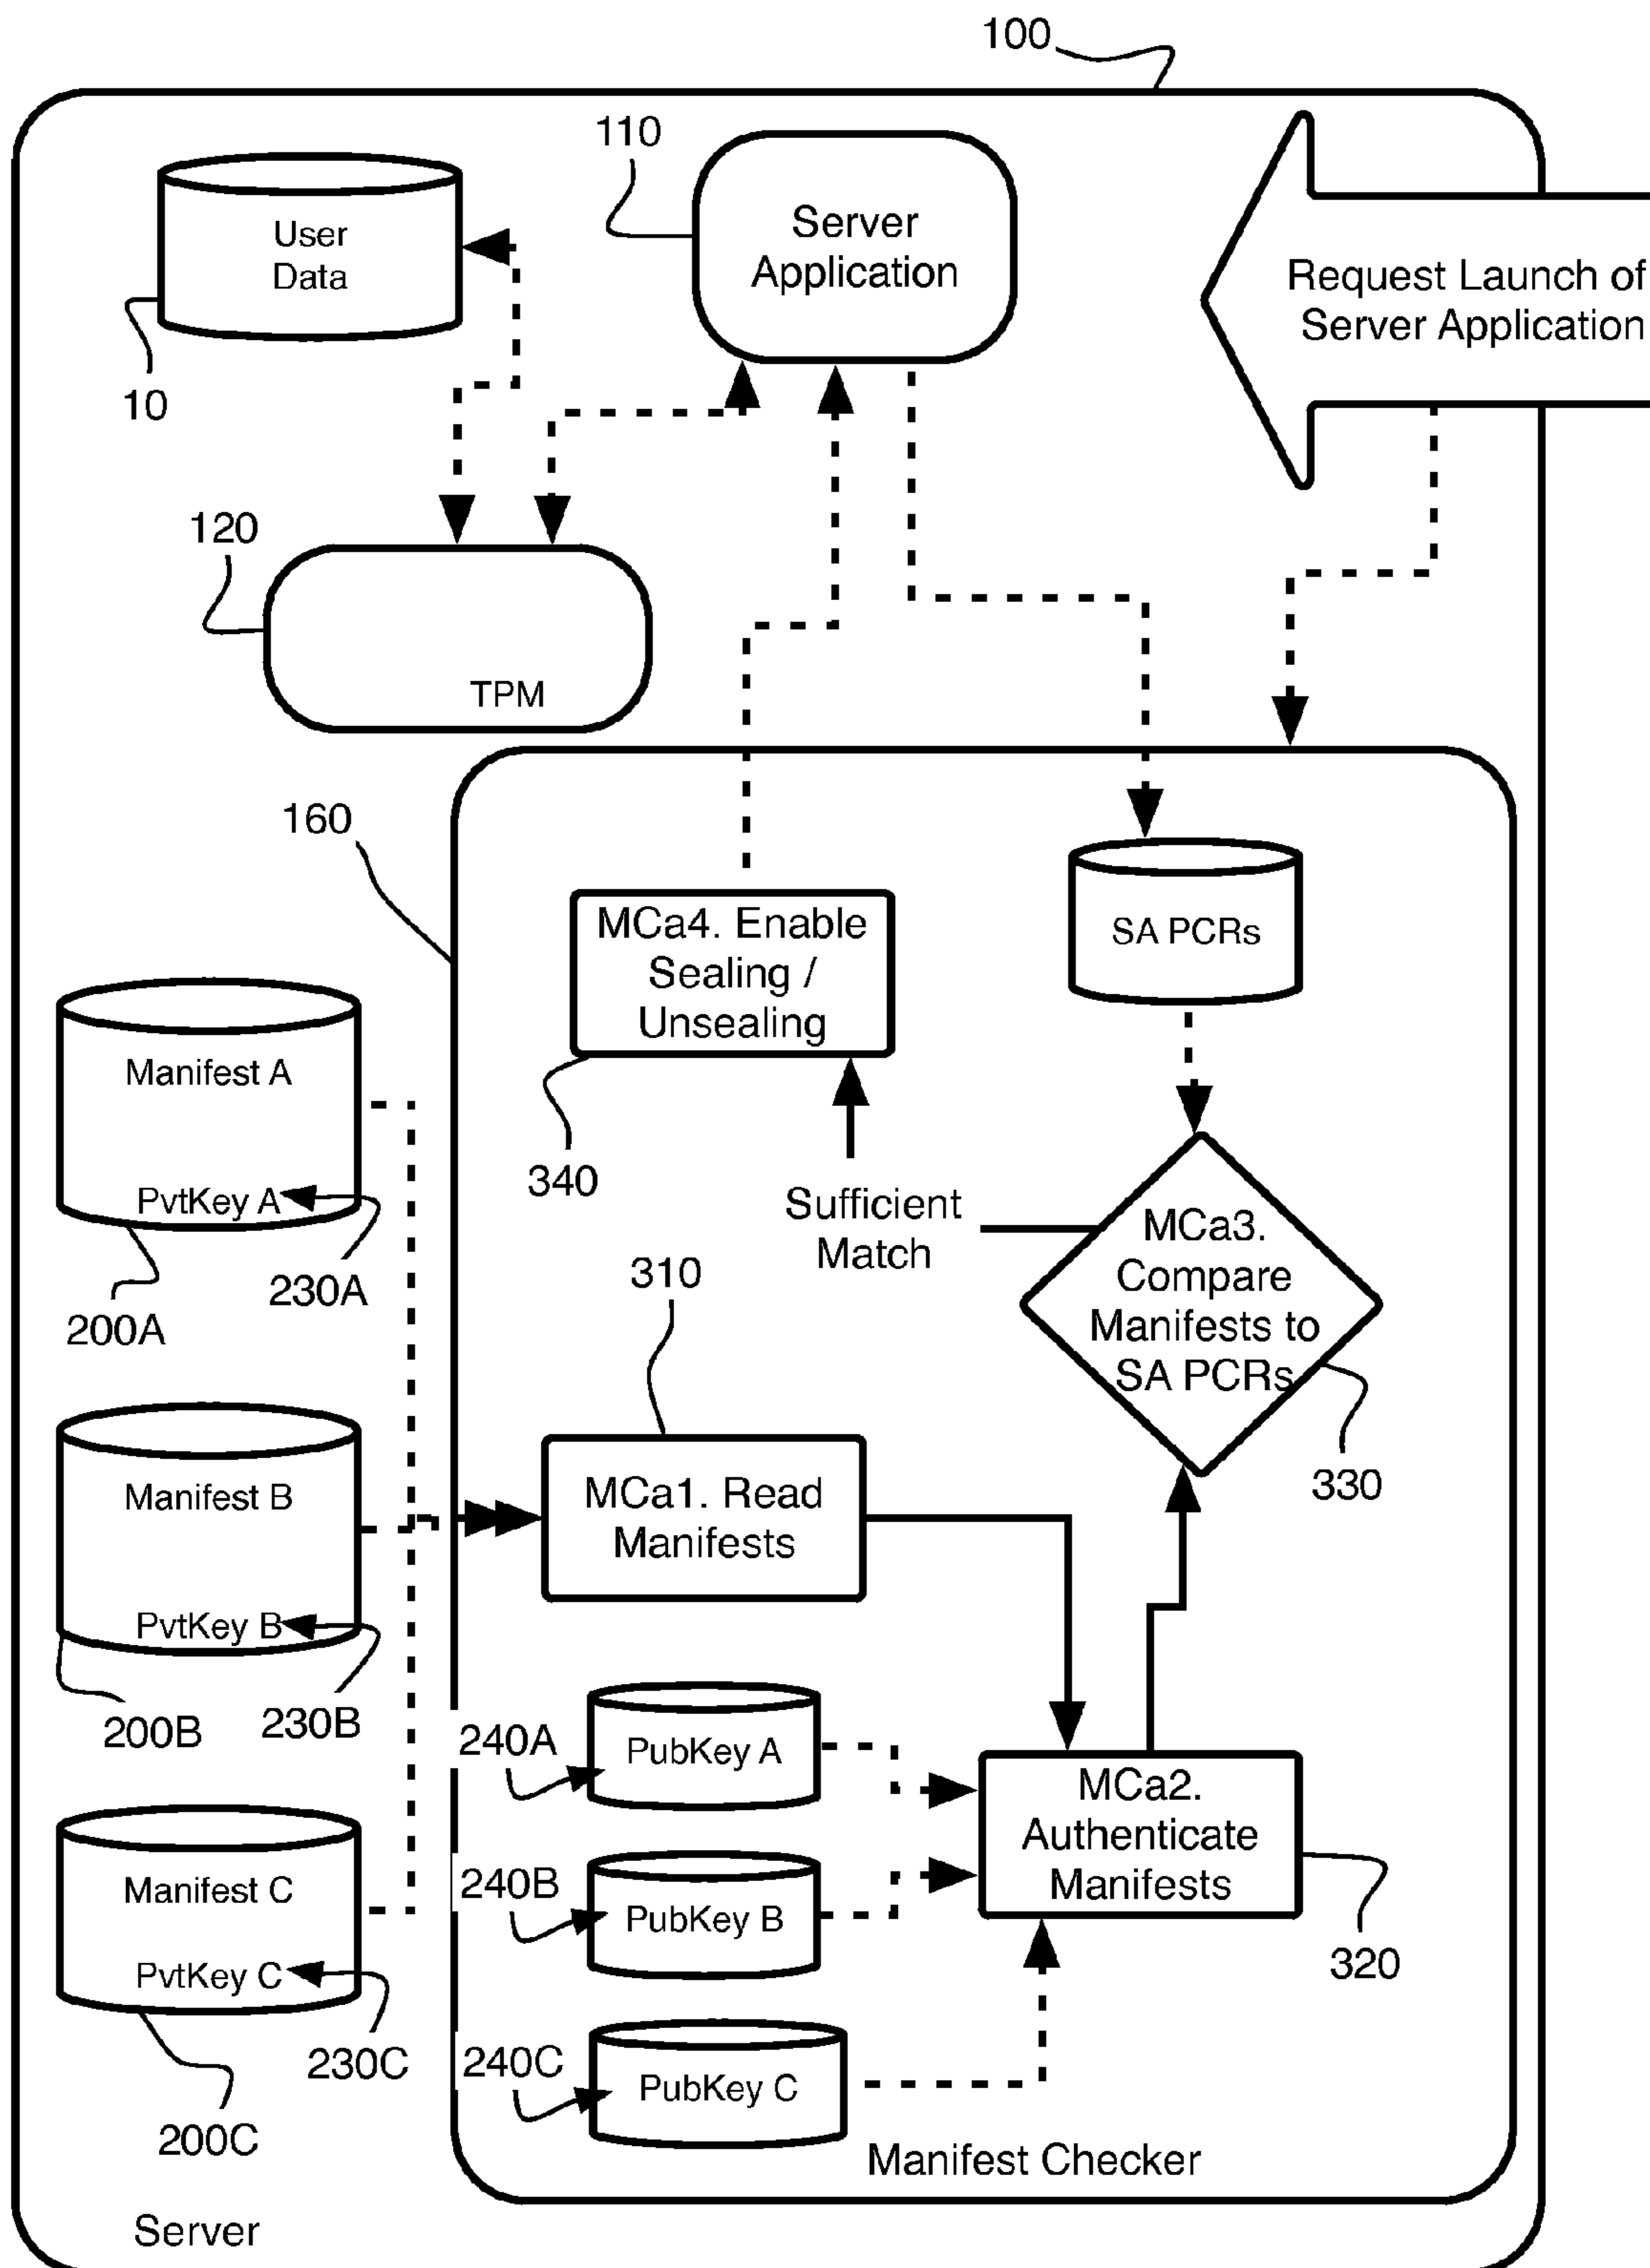 100
110
User
Data
Server
Application
Request Launch of
Server Application
10
120
TPM
160
MCa4. Enable
Sealing /
Unsealing
SA PCRs
Manifest A
PvtKey A
340
Sufficient
Match
MCa3.
Compare
Manifests to
SA PCRs
230A
200A
310
330
Manifest B
MCa1. Read
Manifests
PvtKey B
200B
230B
240A
PubKey A
MCa2.
Authenticate
Manifests
Manifest C
240B
PubKey B
320
PvtKey C
230C
240C
PubKey C
200C
Manifest Checker
Server